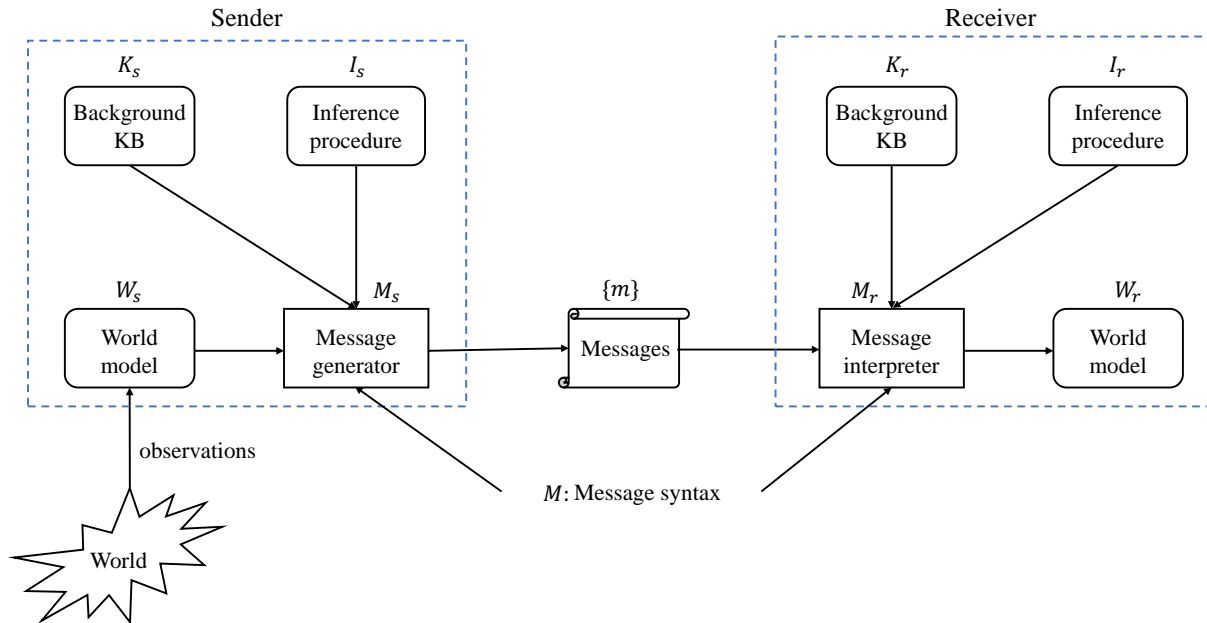 Sender
Receiver
K_s
I_s
K_r
I_r
Background
KB
Inference
procedure
Background
KB
Inference
procedure
W_s
M_s
{m}
M_r
W_r
World
model
Message
generator
Messages
Message
interpreter
World
model
observations
M: Message syntax
World